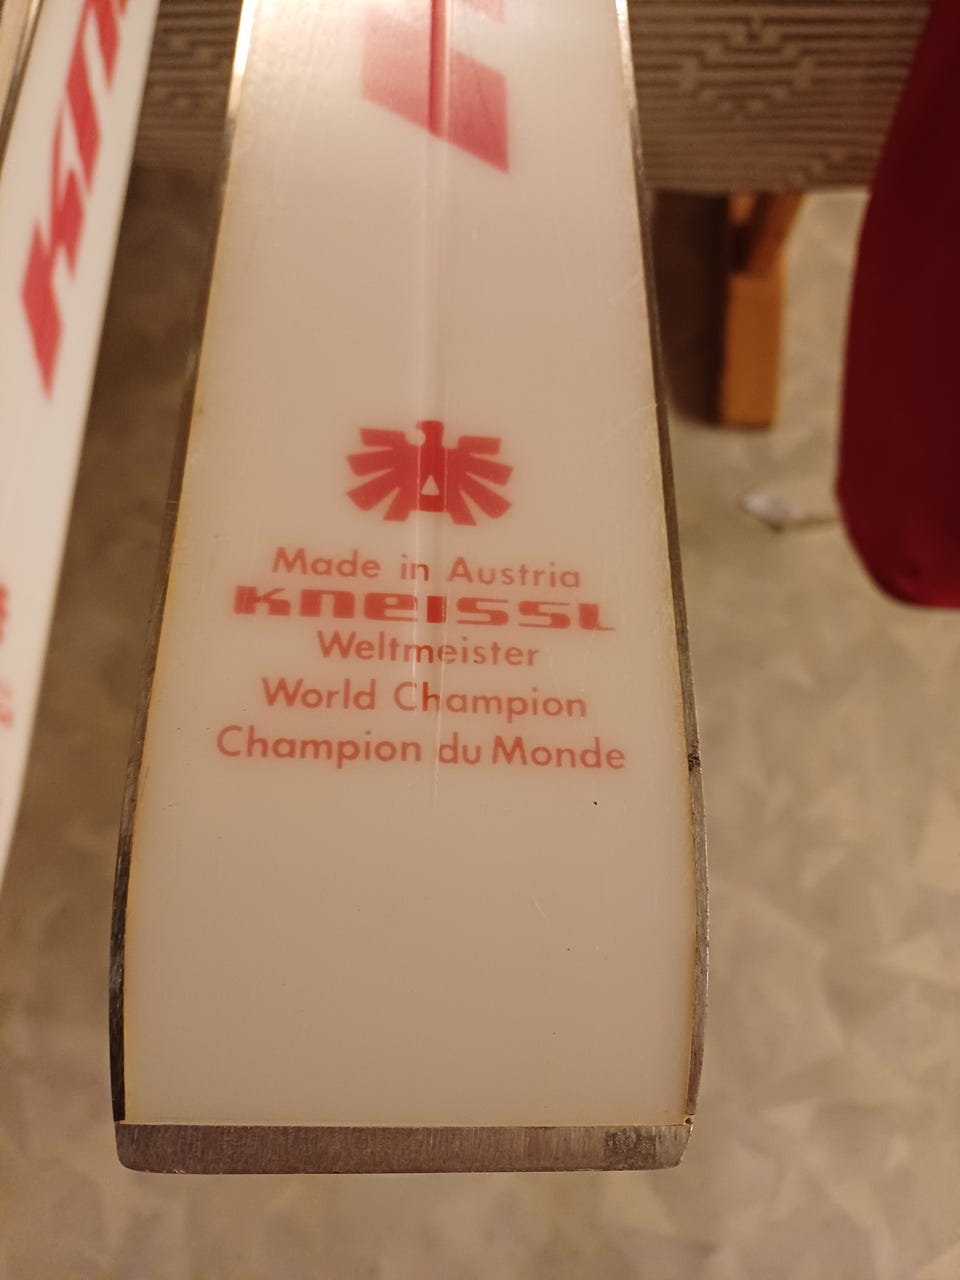 Made in Austria
Kneissl
Weltmeister
World Champion
Champion du Monde